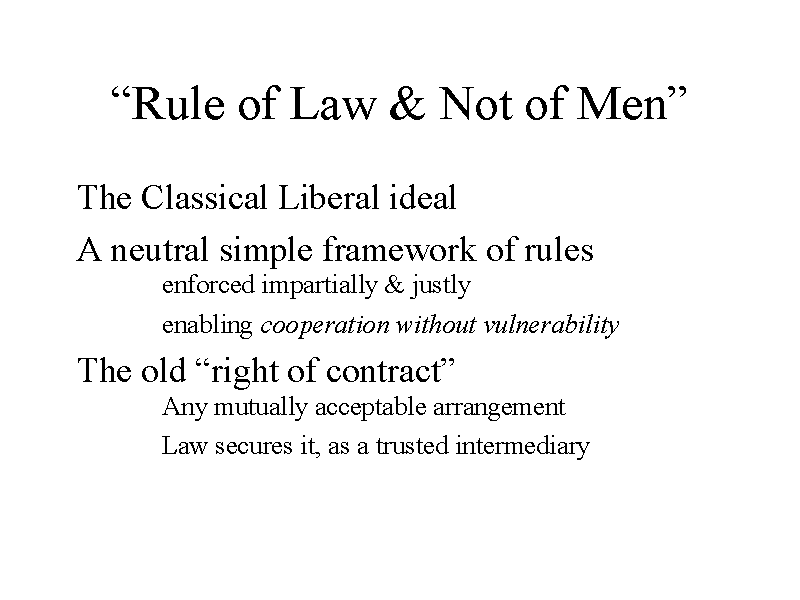 “Rule of Law & Not of Men”
The Classical Liberal ideal
A neutral simple framework of rules
enforced impartially & justly
enabling cooperation without vulnerability
The old “right of contract”
Any mutually acceptable arrangement
Law secures it, as a trusted intermediary